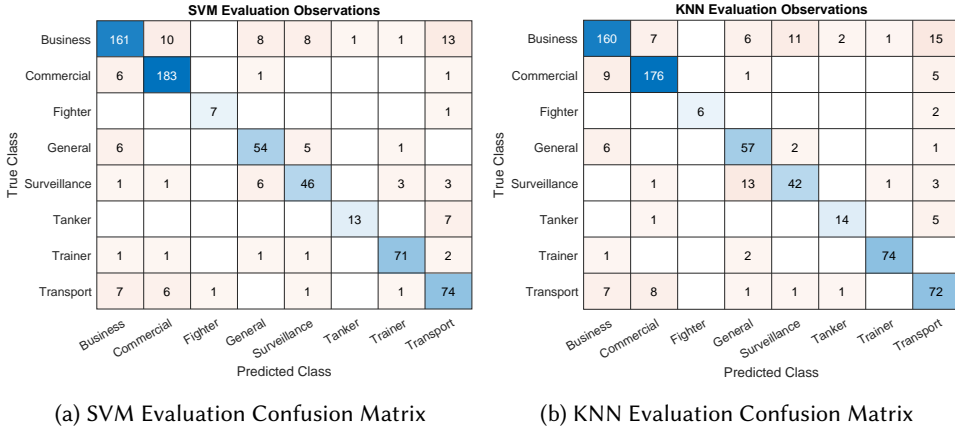 SVM Evaluation Observations
Business 161 10 8 8 1 1 13
Commercial 6 183 1 1
Fighter 7 1
General 6 54 5 1
Surveillance 1 1 6 46 3 3
Tanker 13 7
Trainer 1 1 1 1 71 2
Transport 7 6 1 1 1 74
True Class
Business Commercial Fighter General Surveillance Tanker Trainer Transport
Predicted Class
(a) SVM Evaluation Confusion Matrix
KNN Evaluation Observations
Business 160 7 6 11 2 1 15
Commercial 9 176 1 5
Fighter 6 2
General 6 57 2 1
Surveillance 1 13 42 1 3
Tanker 1 14 5
Trainer 1 2 74
Transport 7 8 1 1 1 72
True Class
Business Commercial Fighter General Surveillance Tanker Trainer Transport
Predicted Class
(b) KNN Evaluation Confusion Matrix